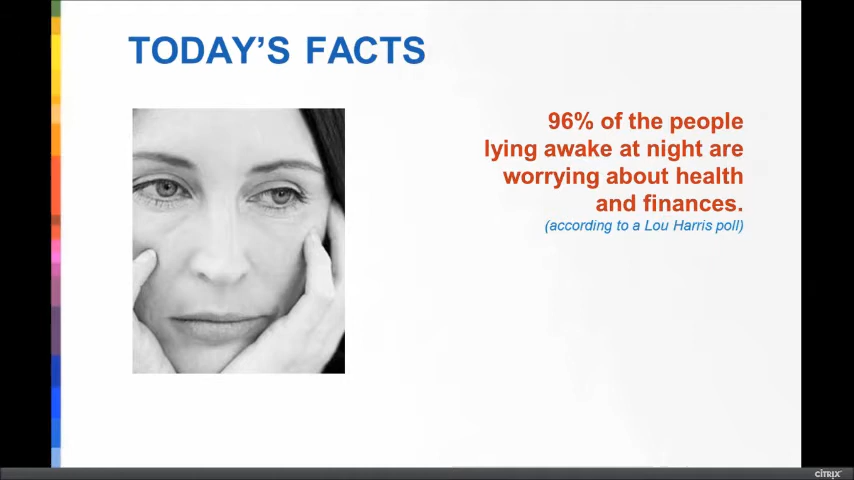 TODAY'S FACTS
96% of the people
lying awake at night are
worrying about health
and finances.
(according to a Lou Harris poll)
CITRIX